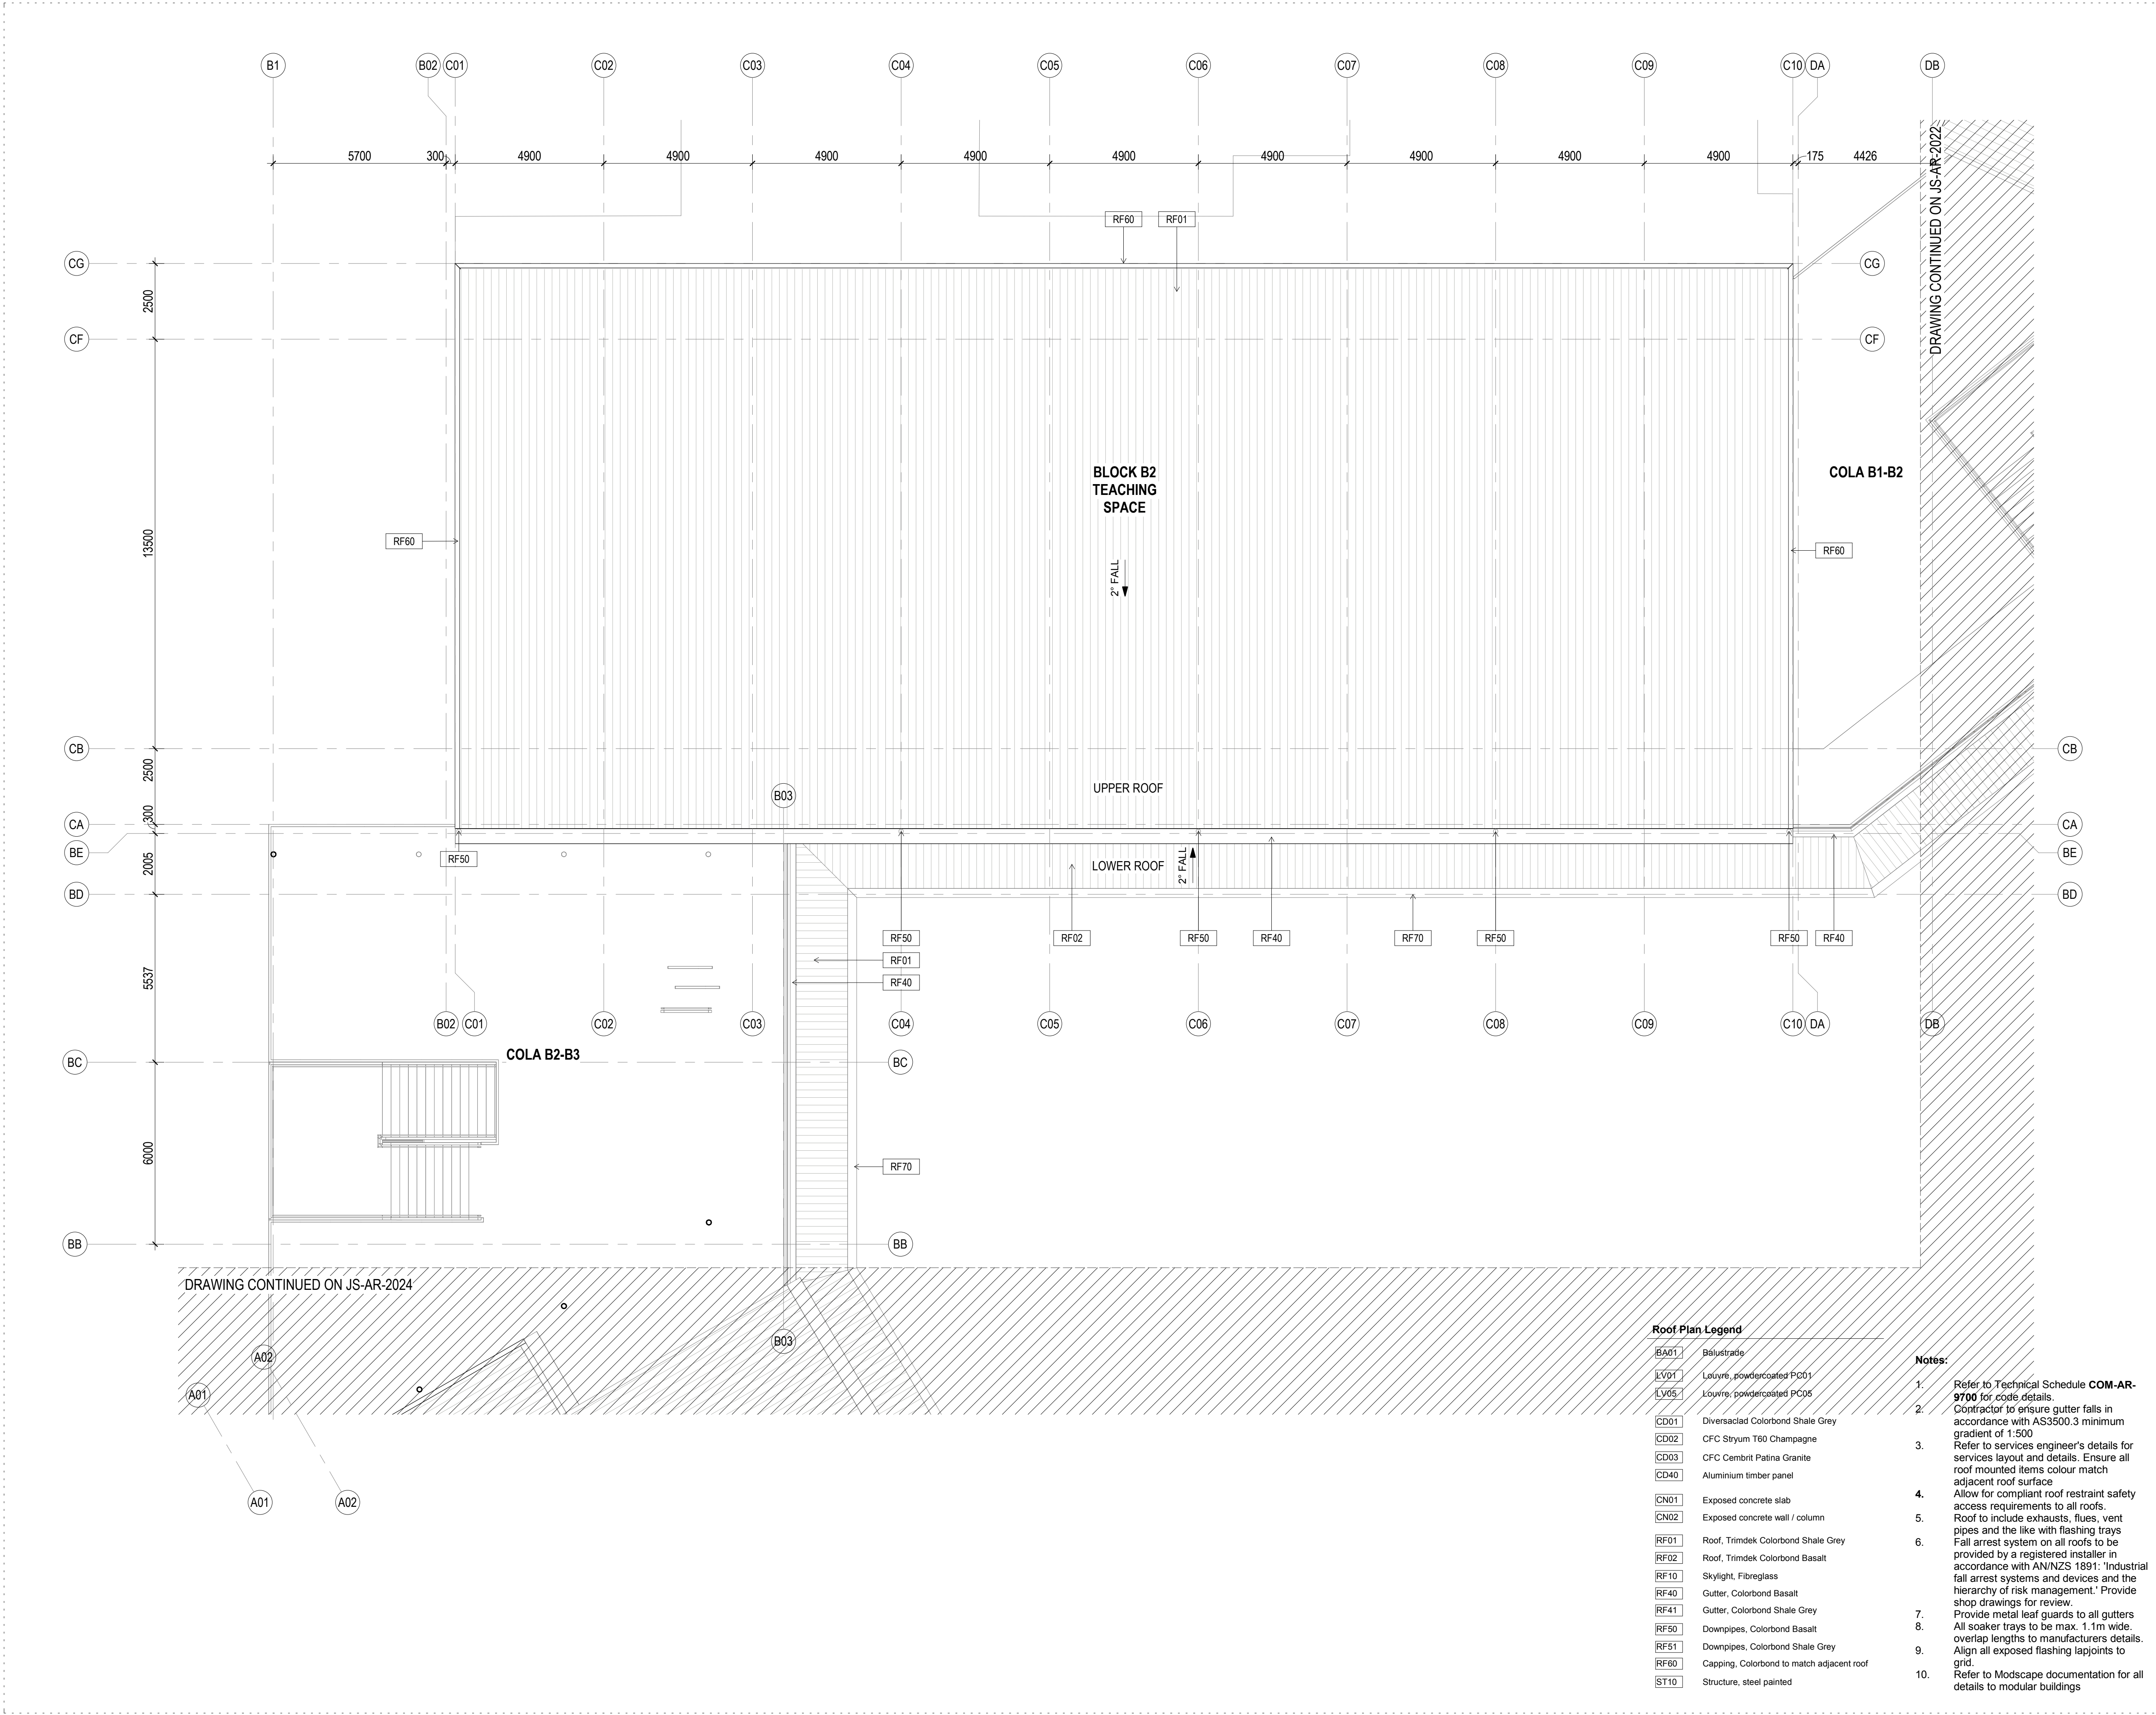 B1
B02
C01
C02
C03
C04
C05
C06
C07
C08
C09
C10
DA
DB
5700
300
4900
4900
4900
4900
4900
4900
4900
4900
4900
175
4426
DRAWING CONTINUED ON JS-AR-2022
RF60
RF01
CG
CG
2500
CF
CF
BLOCK B2
TEACHING
SPACE
COLA B1-B2
13500
RF60
RF60
2° FALL
CB
CB
2500
UPPER ROOF
B03
300
CA
CA
BE
BE
RF50
2005
LOWER ROOF
2° FALL
BD
BD
RF50
RF02
RF50
RF40
RF70
RF50
RF50
RF40
RF01
5537
RF40
B02
C01
C02
C03
C04
C05
C06
C07
C08
C09
C10
DA
DB
COLA B2-B3
BC
BC
6000
RF70
BB
BB
DRAWING CONTINUED ON JS-AR-2024
B03
A02
A01
A01
A02
Roof Plan Legend
BA01 Balustrade
LV01 Louvre, powdercoated PC01
LV05 Louvre, powdercoated PC05
CD01 Diversaclad Colorbond Shale Grey
CD02 CFC Stryum T60 Champagne
CD03 CFC Cembrit Patina Granite
CD40 Aluminium timber panel
CN01 Exposed concrete slab
CN02 Exposed concrete wall / column
RF01 Roof, Trimdek Colorbond Shale Grey
RF02 Roof, Trimdek Colorbond Basalt
RF10 Skylight, Fibreglass
RF40 Gutter, Colorbond Basalt
RF41 Gutter, Colorbond Shale Grey
RF50 Downpipes, Colorbond Basalt
RF51 Downpipes, Colorbond Shale Grey
RF60 Capping, Colorbond to match adjacent roof
ST10 Structure, steel painted
Notes:
1. Refer to Technical Schedule COM-AR-
9700 for code details.
2. Contractor to ensure gutter falls in
accordance with AS3500.3 minimum
gradient of 1:500
3. Refer to services engineer's details for
services layout and details. Ensure all
roof mounted items colour match
adjacent roof surface
4. Allow for compliant roof restraint safety
access requirements to all roofs.
5. Roof to include exhausts, flues, vent
pipes and the like with flashing trays
6. Fall arrest system on all roofs to be
provided by a registered installer in
accordance with AN/NZS 1891: 'Industrial
fall arrest systems and devices and the
hierarchy of risk management.' Provide
shop drawings for review.
7. Provide metal leaf guards to all gutters
8. All soaker trays to be max. 1.1m wide.
overlap lengths to manufacturers details.
9. Align all exposed flashing lapjoints to
grid.
10. Refer to Modscape documentation for all
details to modular buildings